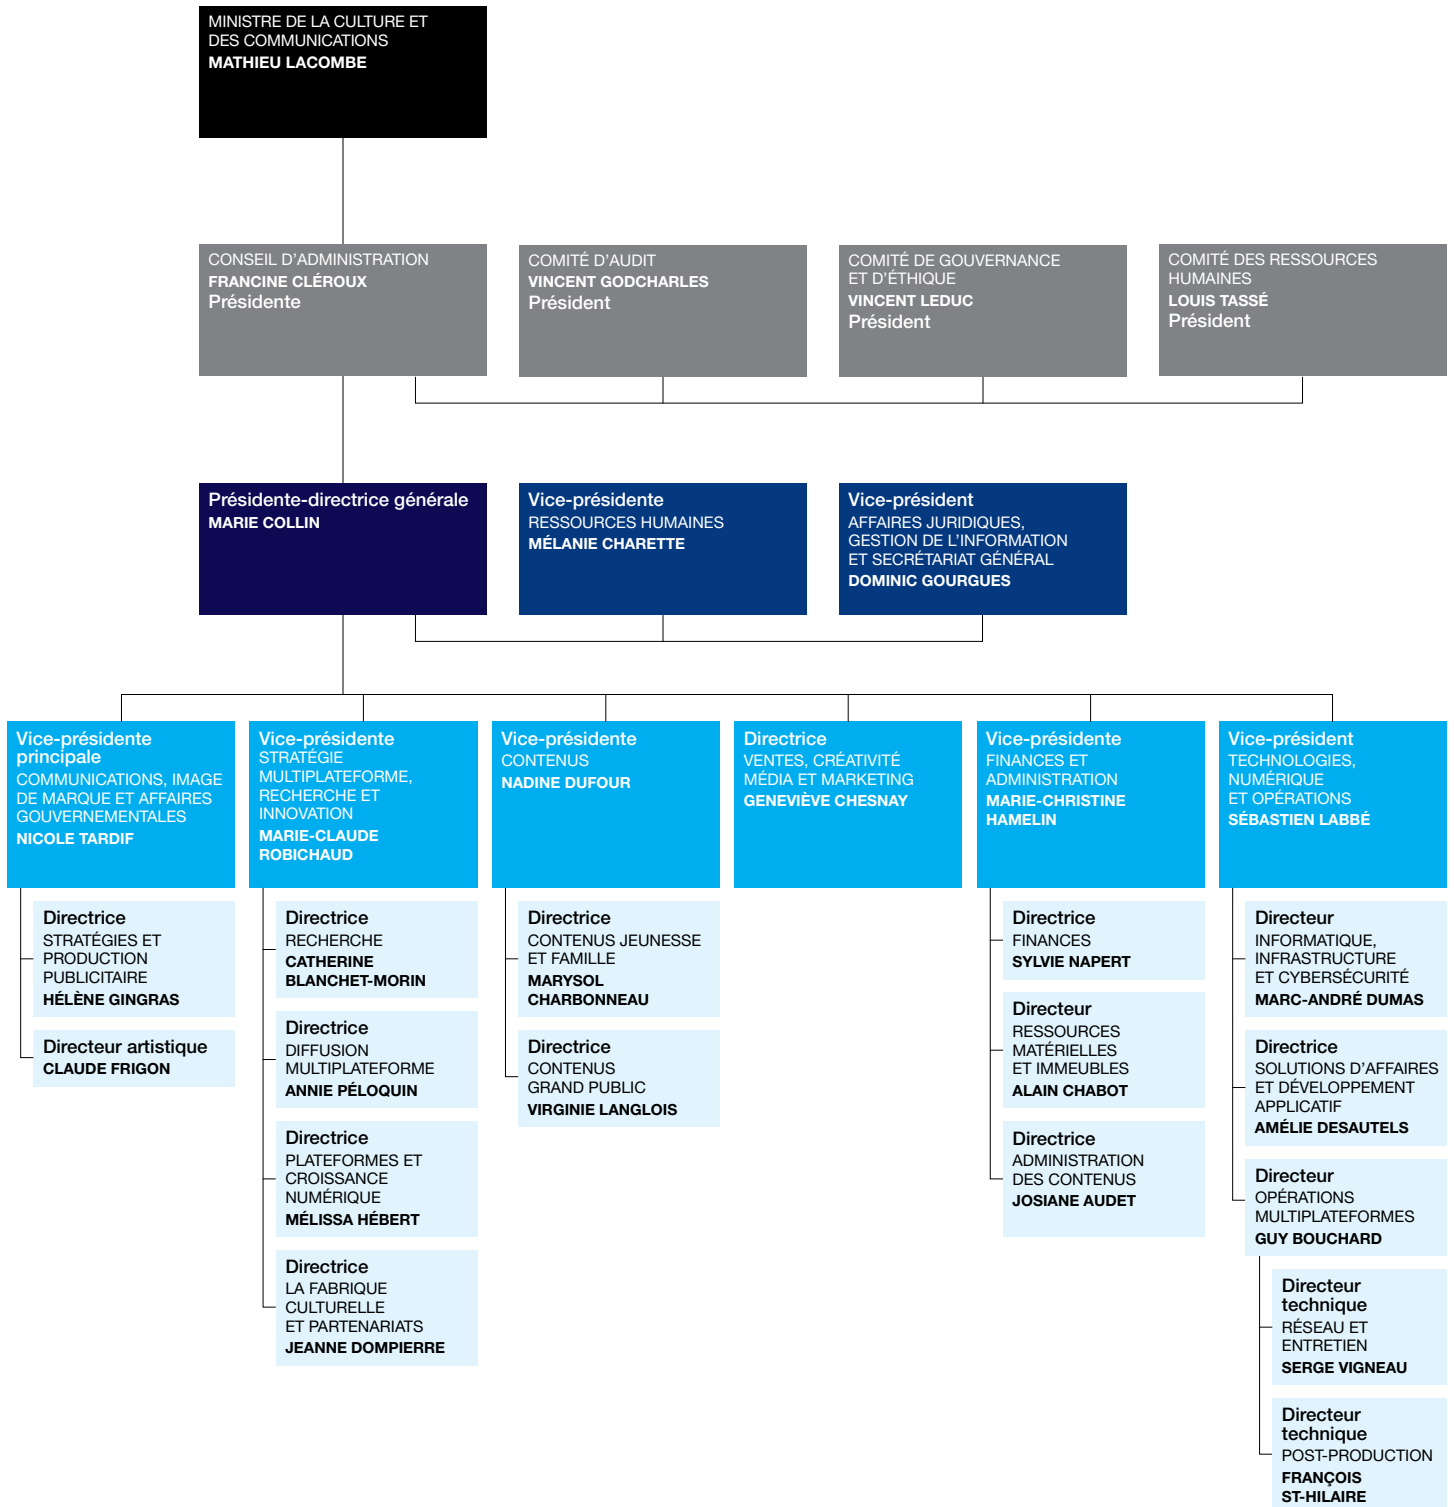 MINISTRE DE LA CULTURE ET
DES COMMUNICATIONS
MATHIEU LACOMBE
CONSEIL D’ADMINISTRATION
FRANCINE CLÉROUX
Présidente
COMITÉ D’AUDIT
VINCENT GODCHARLES
Président
COMITÉ DE GOUVERNANCE
ET D’ÉTHIQUE
VINCENT LEDUC
Président
COMITÉ DES RESSOURCES
HUMAINES
LOUIS TASSÉ
Président
Présidente-directrice générale
MARIE COLLIN
Vice-présidente
RESSOURCES HUMAINES
MÉLANIE CHARETTE
Vice-président
AFFAIRES JURIDIQUES,
GESTION DE L’INFORMATION
ET SECRÉTARIAT GÉNÉRAL
DOMINIC GOURGUES
Vice-présidente
principale
COMMUNICATIONS, IMAGE
DE MARQUE ET AFFAIRES
GOUVERNEMENTALES
NICOLE TARDIF
Directrice
STRATÉGIES ET
PRODUCTION
PUBLICITAIRE
HÉLÈNE GINGRAS
Directeur artistique
CLAUDE FRIGON
Vice-présidente
STRATÉGIE
MULTIPLATEFORME,
RECHERCHE ET
INNOVATION
MARIE-CLAUDE
ROBICHAUD
Directrice
RECHERCHE
CATHERINE
BLANCHET-MORIN
Directrice
DIFFUSION
MULTIPLATEFORME
ANNIE PÉLOQUIN
Directrice
PLATEFORMES ET
CROISSANCE
NUMÉRIQUE
MÉLISSA HÉBERT
Directrice
LA FABRIQUE
CULTURELLE
ET PARTENARIATS
JEANNE DOMPIERRE
Vice-présidente
CONTENUS
NADINE DUFOUR
Directrice
CONTENUS JEUNESSE
ET FAMILLE
MARYSOL
CHARBONNEAU
Directrice
CONTENUS
GRAND PUBLIC
VIRGINIE LANGLOIS
Directrice
VENTES, CRÉATIVITÉ
MÉDIA ET MARKETING
GENEVIÈVE CHESNAY
Vice-présidente
FINANCES ET
ADMINISTRATION
MARIE-CHRISTINE
HAMELIN
Directrice
FINANCES
SYLVIE NAPERT
Directeur
RESSOURCES
MATÉRIELLES
ET IMMEUBLES
ALAIN CHABOT
Directrice
ADMINISTRATION
DES CONTENUS
JOSIANE AUDET
Vice-président
TECHNOLOGIES,
NUMÉRIQUE
ET OPÉRATIONS
SÉBASTIEN LABBÉ
Directeur
INFORMATIQUE,
INFRASTRUCTURE
ET CYBERSÉCURITÉ
MARC-ANDRÉ DUMAS
Directrice
SOLUTIONS D’AFFAIRES
ET DÉVELOPPEMENT
APPLICATIF
AMÉLIE DESAUTELS
Directeur
OPÉRATIONS
MULTIPLATEFORMES
GUY BOUCHARD
Directeur
technique
RÉSEAU ET
ENTRETIEN
SERGE VIGNEAU
Directeur
technique
POST-PRODUCTION
FRANÇOIS
ST-HILAIRE